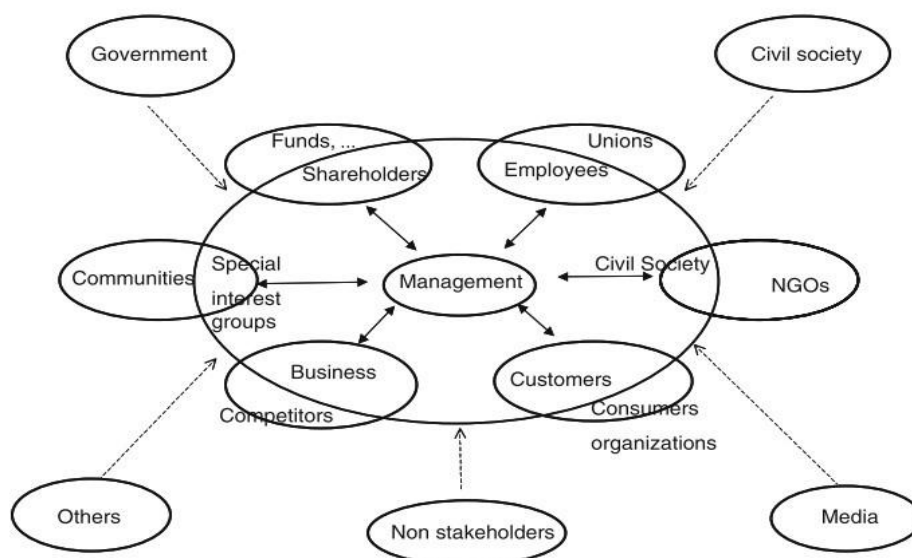 Government
Civil society
Funds, ...
Unions
Shareholders
Employees
Communities
Special
interest
groups
Management
Civil Society
NGOs
Business
Competitors
Customers
Consumers
organizations
Others
Non stakeholders
Media